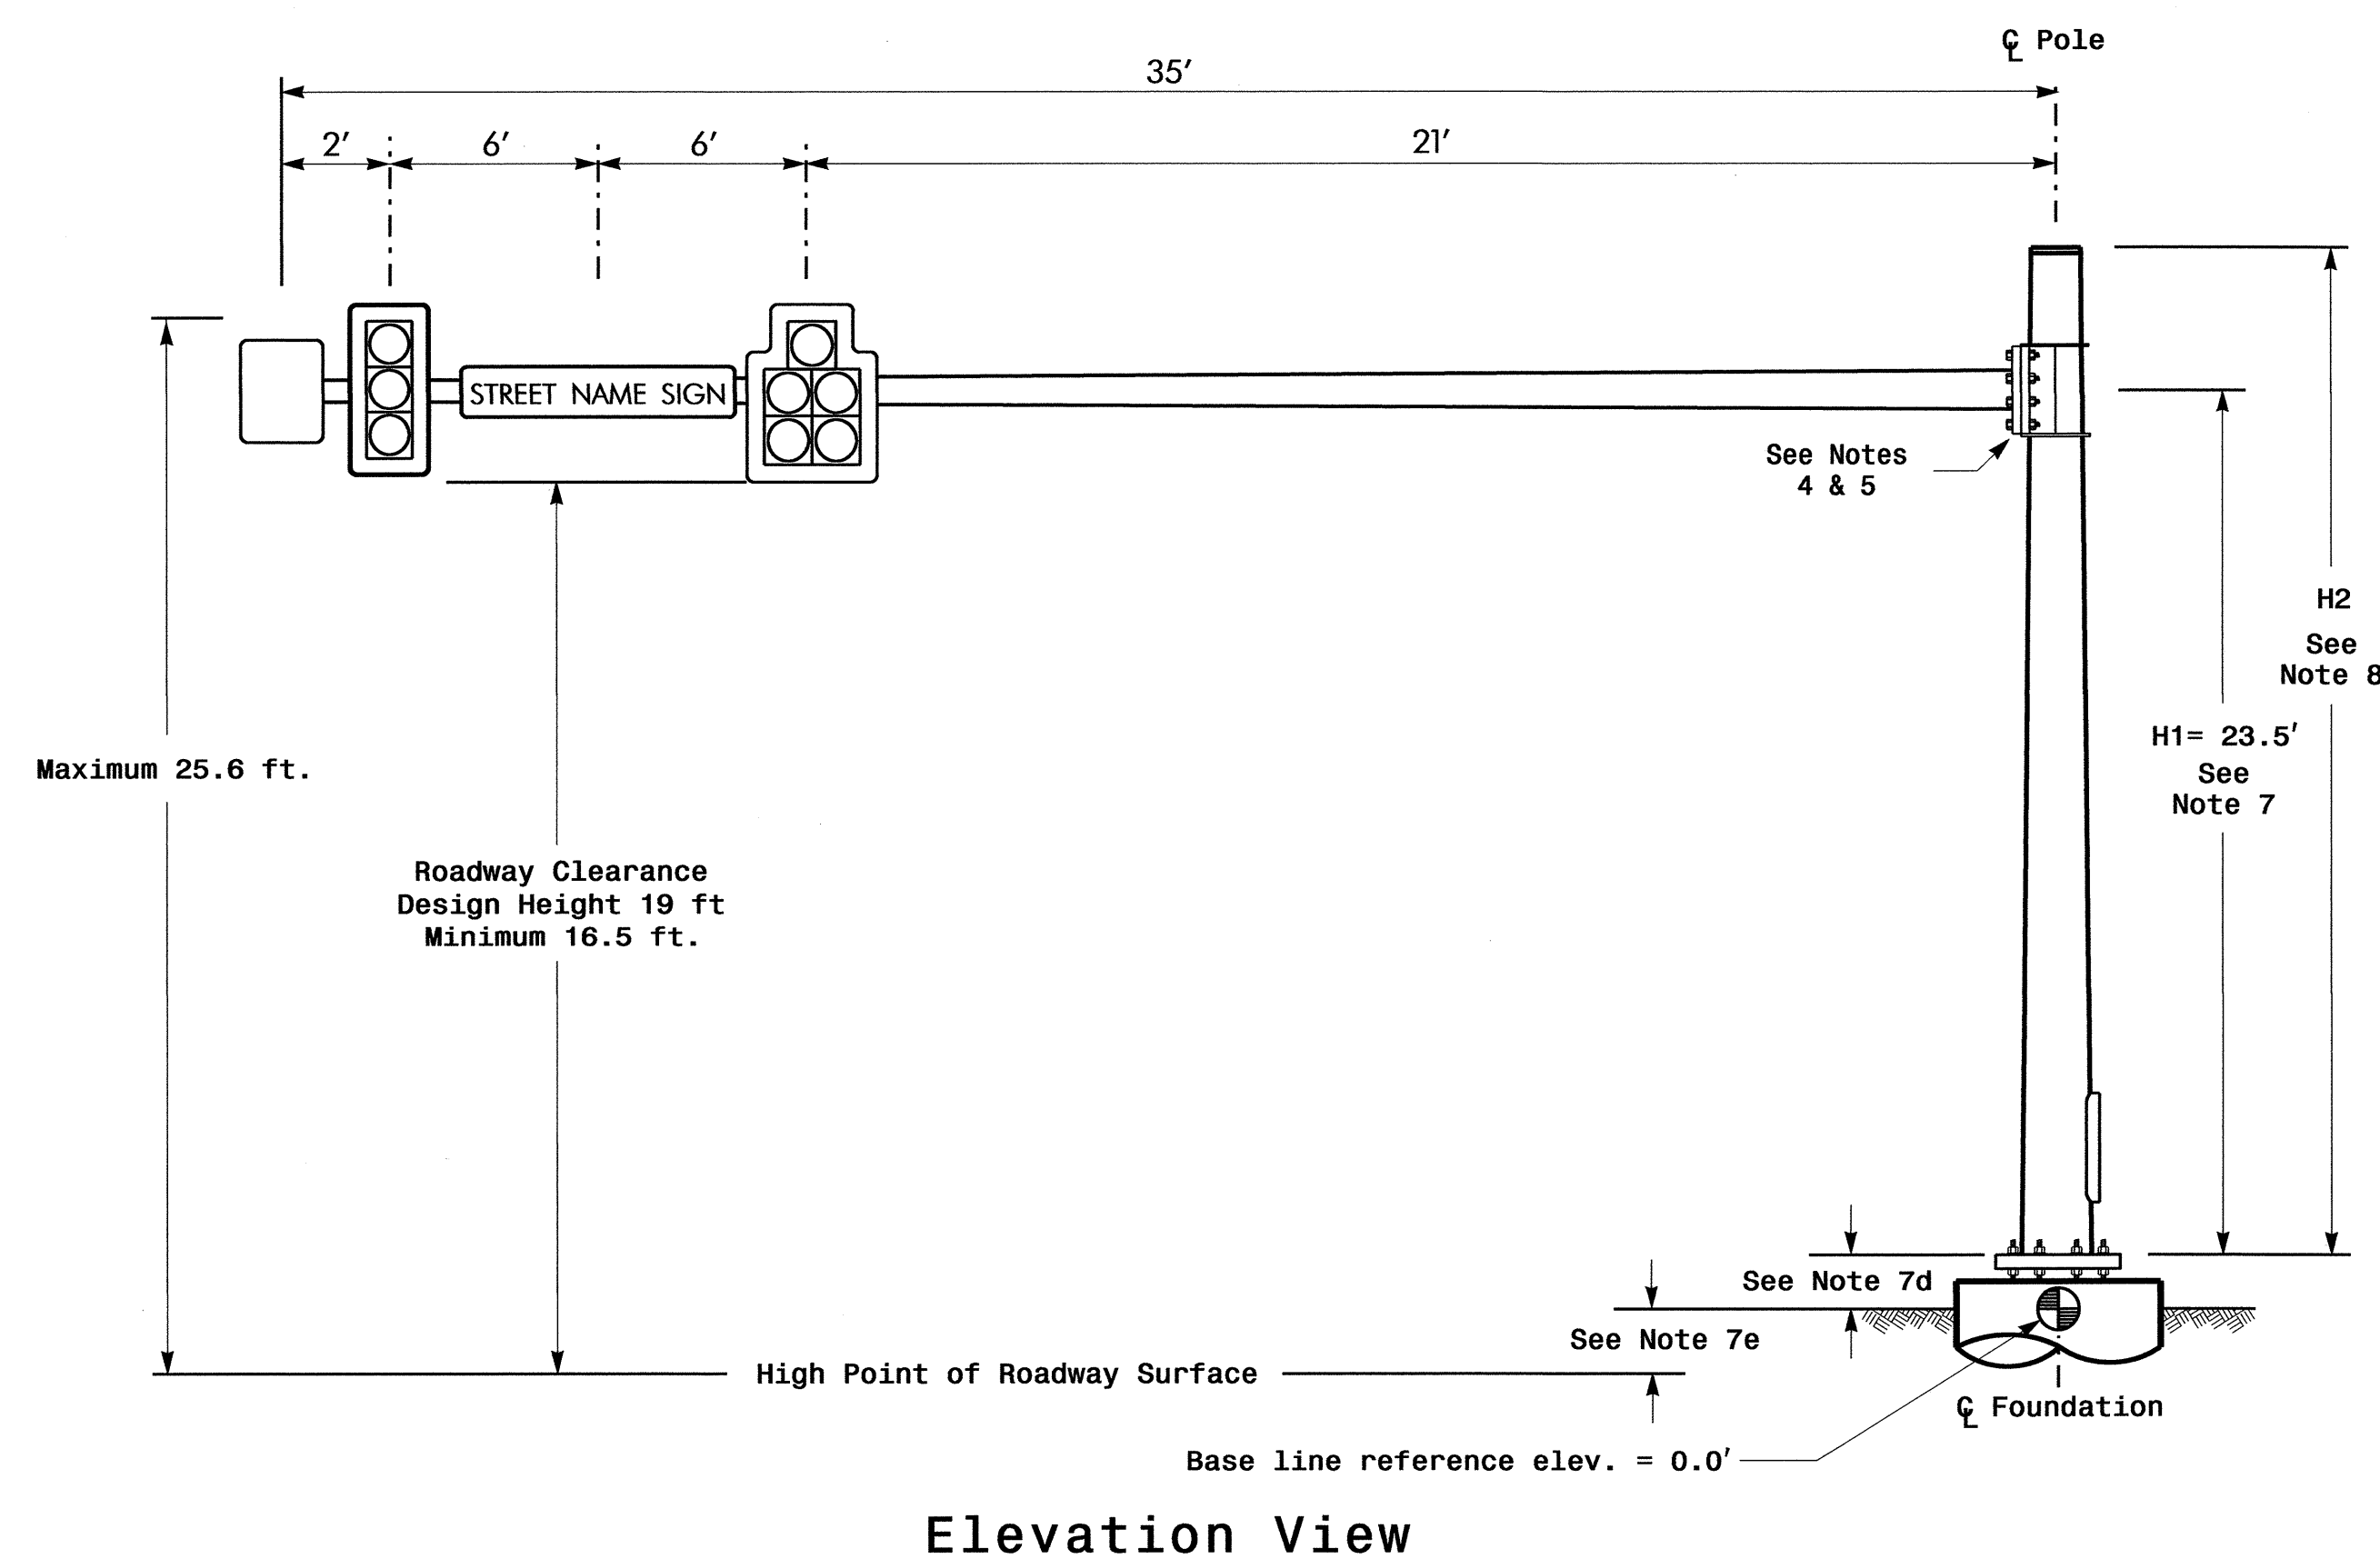 ℄ Pole
35′
2′ 6′ 6′ 21′
STREET NAME SIGN
See Notes
4 & 5
H2
See
Note 8
H1= 23.5′
See
Note 7
Maximum 25.6 ft.
Roadway Clearance
Design Height 19 ft
Minimum 16.5 ft.
See Note 7d
See Note 7e
High Point of Roadway Surface
℄ Foundation
Base line reference elev. = 0.0′
Elevation View